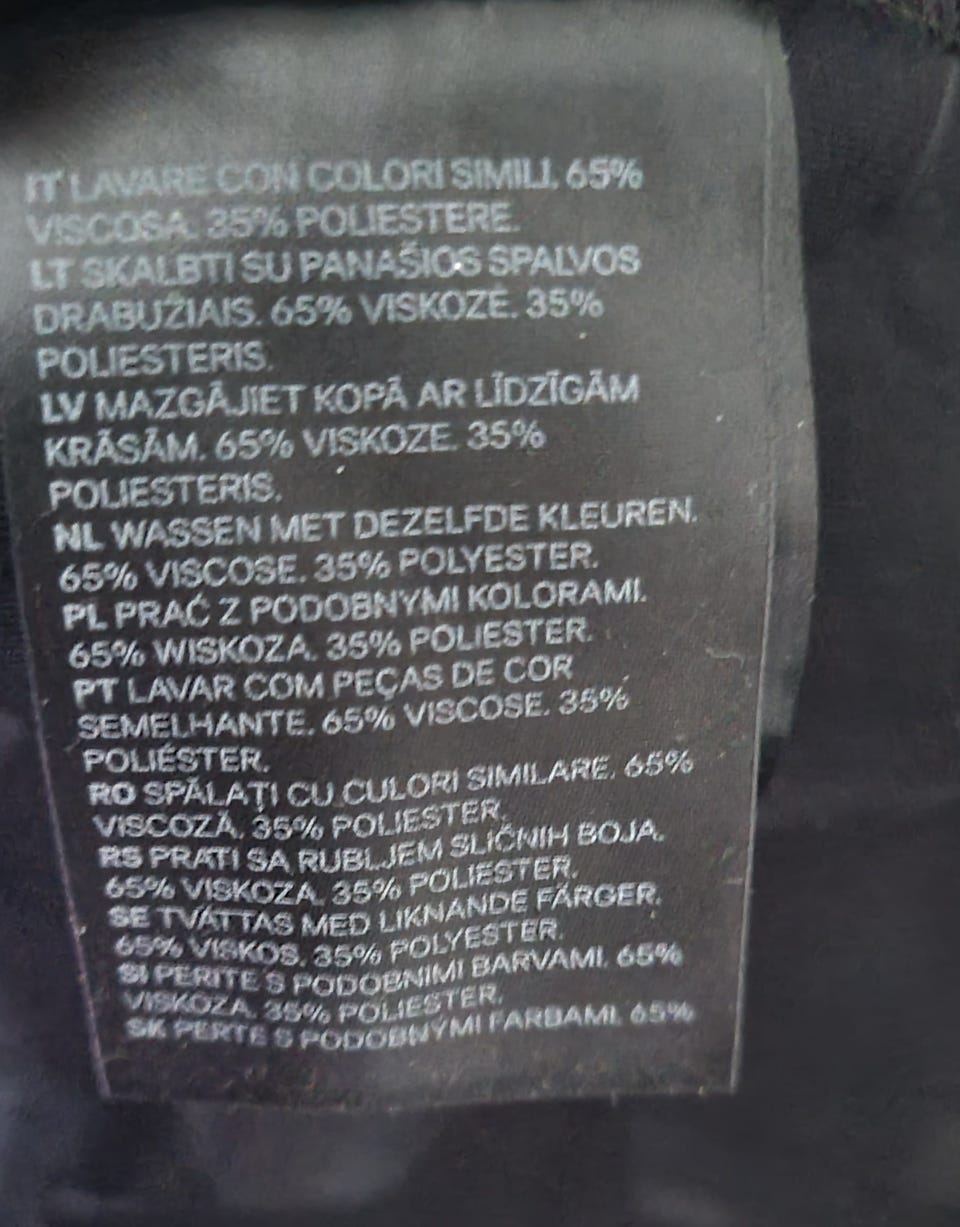 IT LAVARE CON COLORI SIMILI. 65%
VISCOSA. 35% POLIESTERE.
LT SKALBTI SU PANAŠIOS SPALVOS
DRABUŽIAIS. 65% VISKOZĖ. 35%
POLIESTERIS.
LV MAZGĀJIET KOPĀ AR LĪDZĪGĀM
KRĀSĀM. 65% VISKOZE. 35%
POLIESTERIS.
NL WASSEN MET DEZELFDE KLEUREN.
65% VISCOSE. 35% POLYESTER.
PL PRAĆ Z PODOBNYMI KOLORAMI.
65% WISKOZA. 35% POLIESTER.
PT LAVAR COM PEÇAS DE COR
SEMELHANTE. 65% VISCOSE. 35%
POLIÉSTER.
RO SPĂLAȚI CU CULORI SIMILARE. 65%
VISCOZĂ. 35% POLIESTER.
RS PRATI SA RUBLJEM SLIČNIH BOJA.
65% VISKOZA. 35% POLIESTER.
SE TVÄTTAS MED LIKNANDE FÄRGER.
65% VISKOS. 35% POLYESTER.
SI PERITE S PODOBNIMI BARVAMI. 65%
VISKOZA. 35% POLIESTER.
SK PERTE S PODOBNÝMI FARBAMI. 65%